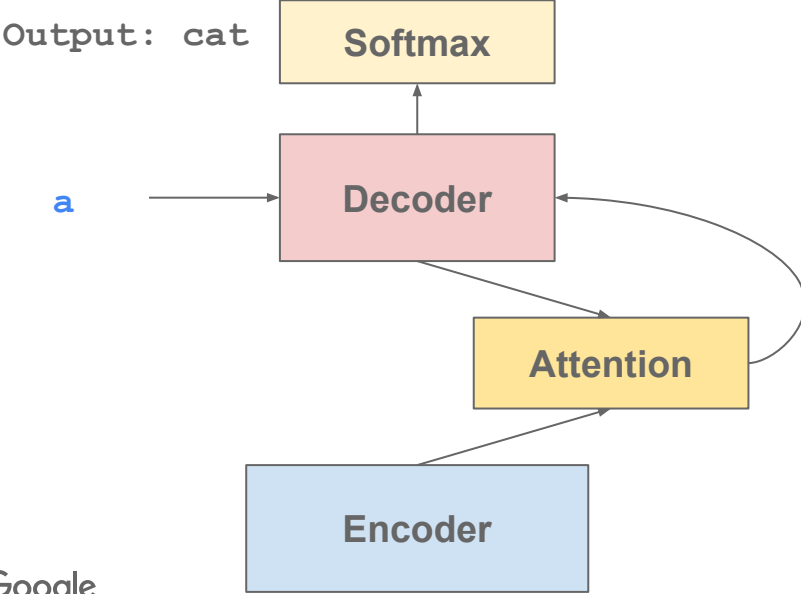 Output: cat
Softmax
a
Decoder
Attention
Encoder
Google